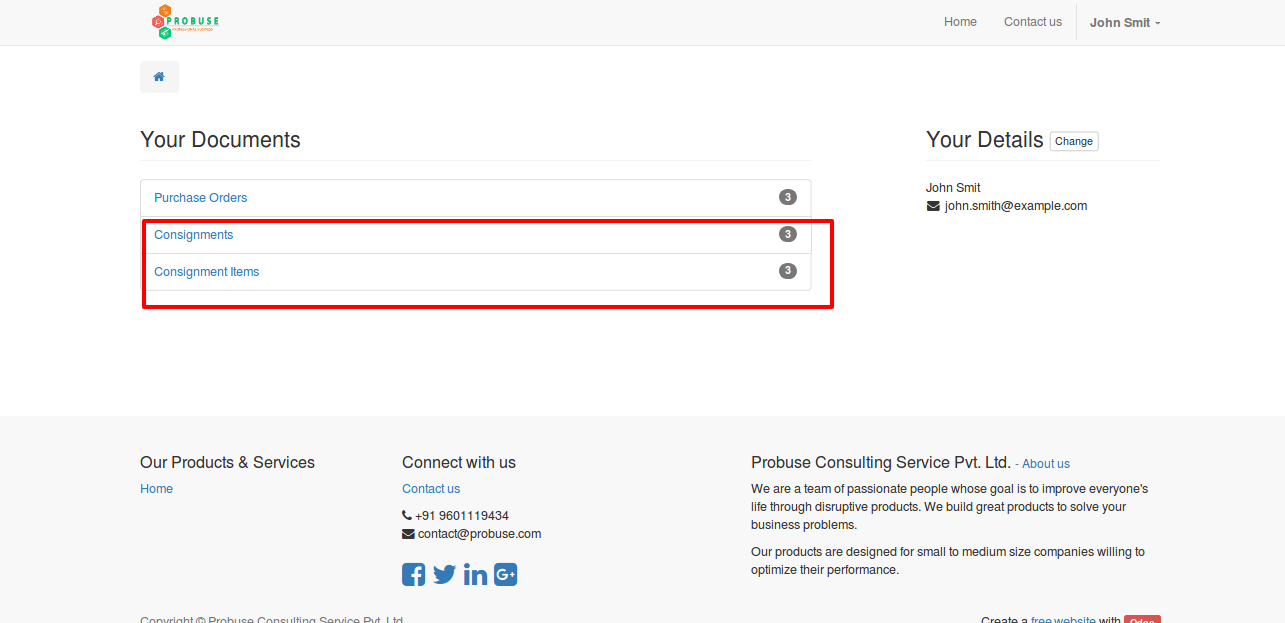 PROBUSE
Home
Contact us
John Smit
Your Documents
Purchase Orders 3
Consignments 3
Consignment Items 3
Your Details Change
John Smit
john.smith@example.com
Our Products & Services
Home
Connect with us
Contact us
+91 9601119434
contact@probuse.com
Probuse Consulting Service Pvt. Ltd. - About us
We are a team of passionate people whose goal is to improve everyone's
life through disruptive products. We build great products to solve your
business problems.
Our products are designed for small to medium size companies willing to
optimize their performance.
Copyright © Probuse Consulting Service Pvt. Ltd.
Create a free website with Odoo